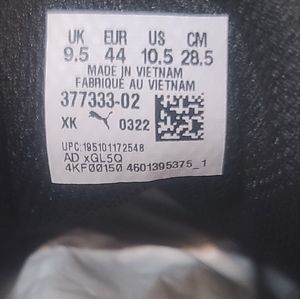 UK EUR US CM
9.5 44 10.5 28.5
MADE IN VIETNAM
FABRIQUÉ AU VIETNAM
377333-02
XK 0322
UPC:195101172548
AD xGL5Q
4KF00150 4601395375_1